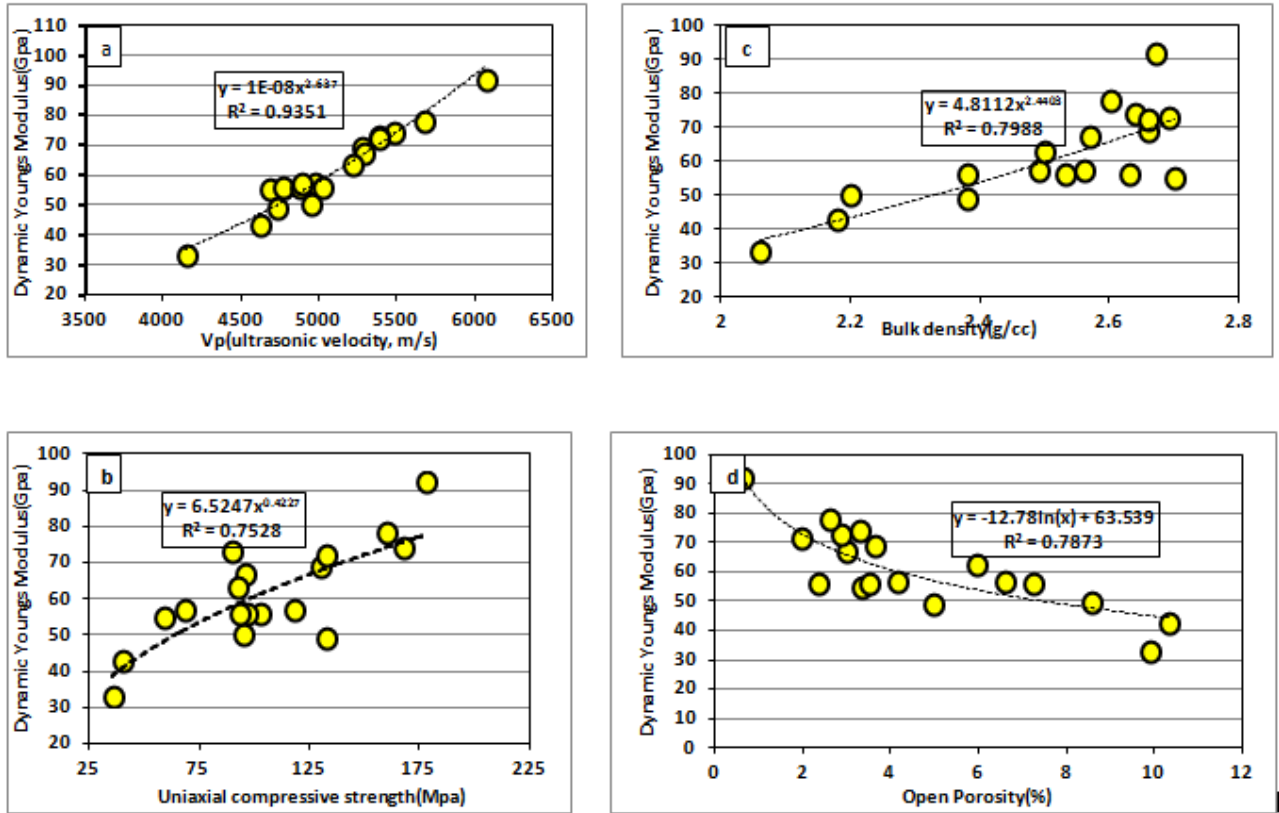 a
Dynamic Youngs Modulus(Gpa)
110
100
90
80
70
60
50
40
30
20
y = 1E-08x^2.637
R² = 0.9351
3500 4000 4500 5000 5500 6000 6500
Vp(ultrasonic velocity, m/s)
c
Dynamic Youngs Modulus(Gpa)
100
90
80
70
60
50
40
30
20
y = 4.8112x^2.4403
R² = 0.7988
2 2.2 2.4 2.6 2.8
Bulk density(g/cc)
b
Dynamic Youngs Modulus(Gpa)
100
90
80
70
60
50
40
30
20
y = 6.5247x^0.4227
R² = 0.7528
25 75 125 175 225
Uniaxial compressive strength(Mpa)
d
Dynamic Youngs Modulus(Gpa)
100
90
80
70
60
50
40
30
20
10
0
y = -12.78ln(x) + 63.539
R² = 0.7873
0 2 4 6 8 10 12
Open Porosity(%)